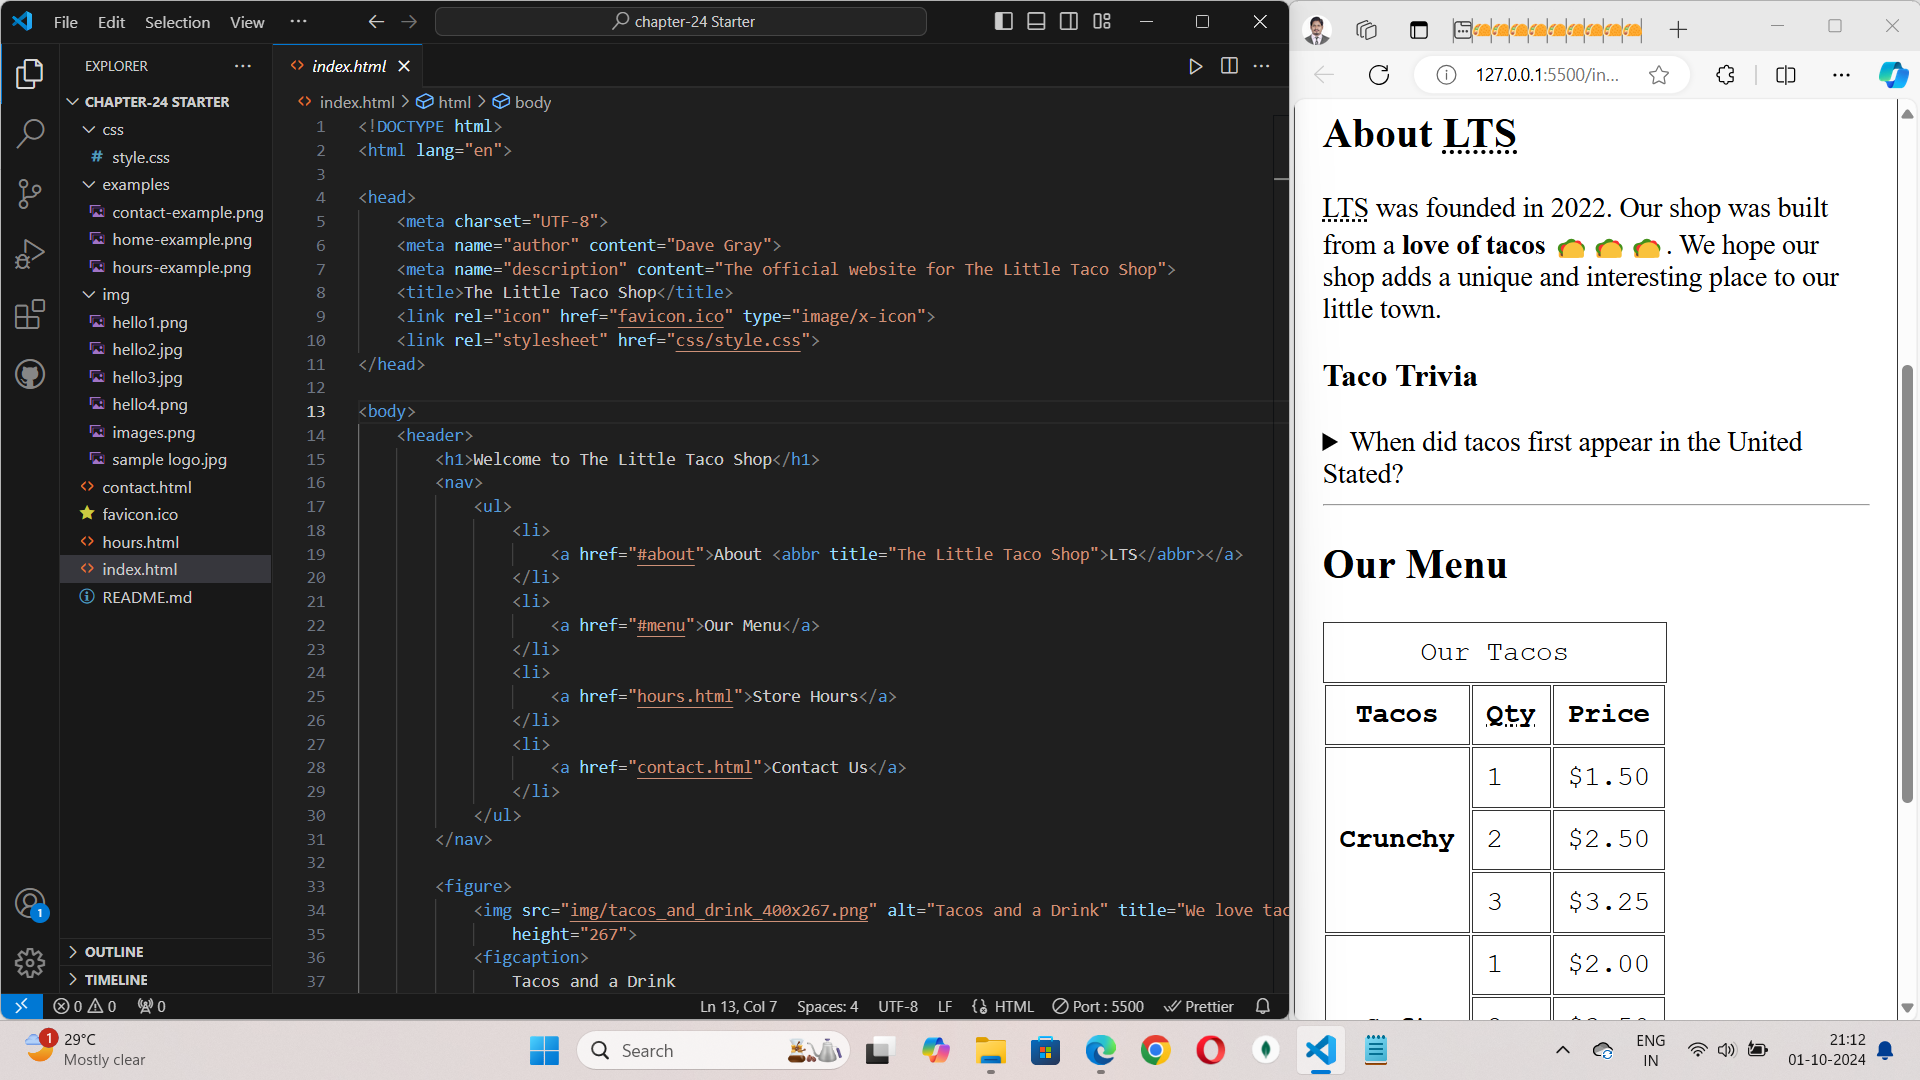 File Edit Selection View ··· chapter-24 Starter
EXPLORER ···
CHAPTER-24 STARTER
css
# style.css
examples
contact-example.png
home-example.png
hours-example.png
img
hello1.png
hello2.jpg
hello3.jpg
hello4.png
images.png
sample logo.jpg
contact.html
favicon.ico
hours.html
index.html
README.md
OUTLINE
TIMELINE
index.html
index.html > html > body
1 <!DOCTYPE html>
2 <html lang="en">
3
4 <head>
5 <meta charset="UTF-8">
6 <meta name="author" content="Dave Gray">
7 <meta name="description" content="The official website for The Little Taco Shop">
8 <title>The Little Taco Shop</title>
9 <link rel="icon" href="favicon.ico" type="image/x-icon">
10 <link rel="stylesheet" href="css/style.css">
11 </head>
12
13 <body>
14 <header>
15 <h1>Welcome to The Little Taco Shop</h1>
16 <nav>
17 <ul>
18 <li>
19 <a href="#about">About <abbr title="The Little Taco Shop">LTS</abbr></a>
20 </li>
21 <li>
22 <a href="#menu">Our Menu</a>
23 </li>
24 <li>
25 <a href="hours.html">Store Hours</a>
26 </li>
27 <li>
28 <a href="contact.html">Contact Us</a>
29 </li>
30 </ul>
31 </nav>
32
33 <figure>
34 <img src="img/tacos_and_drink_400x267.png" alt="Tacos and a Drink" title="We love tac
35 height="267">
36 <figcaption>
37 Tacos and a Drink
1
0 0 0 Ln 13, Col 7 Spaces: 4 UTF-8 LF HTML Port : 5500 Prettier
127.0.0.1:5500/in...
About LTS
LTS was founded in 2022. Our shop was built
from a love of tacos 🌮 🌮 🌮 . We hope our
shop adds a unique and interesting place to our
little town.
Taco Trivia
When did tacos first appear in the United
Stated?
Our Menu
Our Tacos
Tacos Qty Price
Crunchy
1 $1.50
2 $2.50
3 $3.25
1 $2.00
1 29°C
Mostly clear
Search
ENG
IN
21:12
01-10-2024